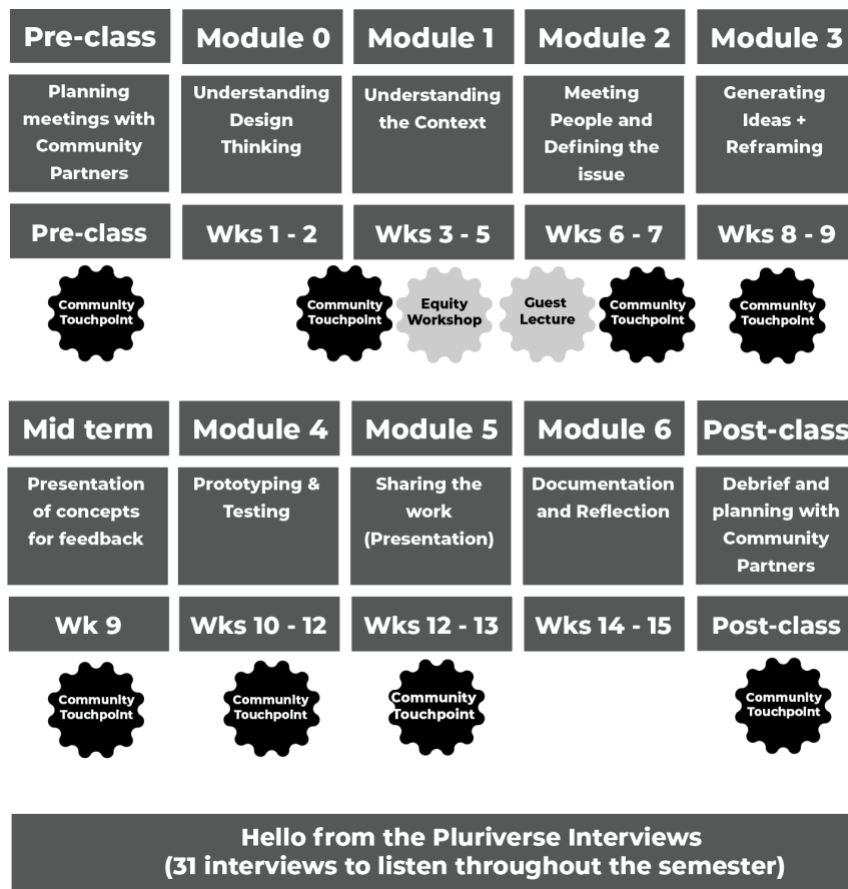 Pre-class
Module 0
Module 1
Module 2
Module 3
Planning
meetings with
Community
Partners
Understanding
Design
Thinking
Understanding
the Context
Meeting
People and
Defining the
issue
Generating
Ideas +
Reframing
Pre-class
Wks 1 - 2
Wks 3 - 5
Wks 6 - 7
Wks 8 - 9
Community
Touchpoint
Community
Touchpoint
Equity
Workshop
Guest
Lecture
Community
Touchpoint
Community
Touchpoint
Mid term
Module 4
Module 5
Module 6
Post-class
Presentation
of concepts
for feedback
Prototyping &
Testing
Sharing the
work
(Presentation)
Documentation
and Reflection
Debrief and
planning with
Community
Partners
Wk 9
Wks 10 - 12
Wks 12 - 13
Wks 14 - 15
Post-class
Community
Touchpoint
Community
Touchpoint
Community
Touchpoint
Community
Touchpoint
Hello from the Pluriverse Interviews
(31 interviews to listen throughout the semester)